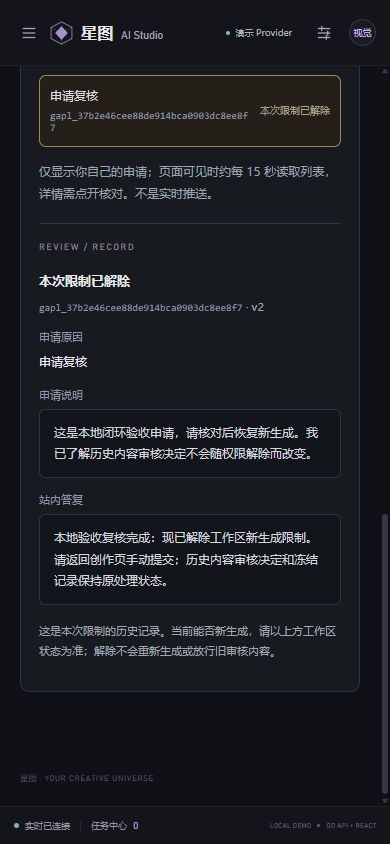 星图 AI Studio
演示 Provider
视觉
申请复核
gapl_37b2e46cee88de914bca0903dc8ee8f
7
本次限制已解除
仅显示你自己的申请；页面可见时约每 15 秒读取列表，
详情需点开核对。不是实时推送。
REVIEW / RECORD
本次限制已解除
gapl_37b2e46cee88de914bca0903dc8ee8f7 · v2
申请原因
申请复核
申请说明
这是本地闭环验收申请，请核对后恢复新生成。我
已了解历史内容审核决定不会随权限解除而改变。
站内答复
本地验收复核完成：现已解除工作区新生成限制。
请返回创作页手动提交；历史内容审核决定和冻结
记录保持原处理状态。
这是本次限制的历史记录。当前能否新生成，请以上方工作区
状态为准；解除不会重新生成或放行旧审核内容。
星图 · YOUR CREATIVE UNIVERSE
实时已连接
任务中心 0
LOCAL DEMO
GO API + REACT